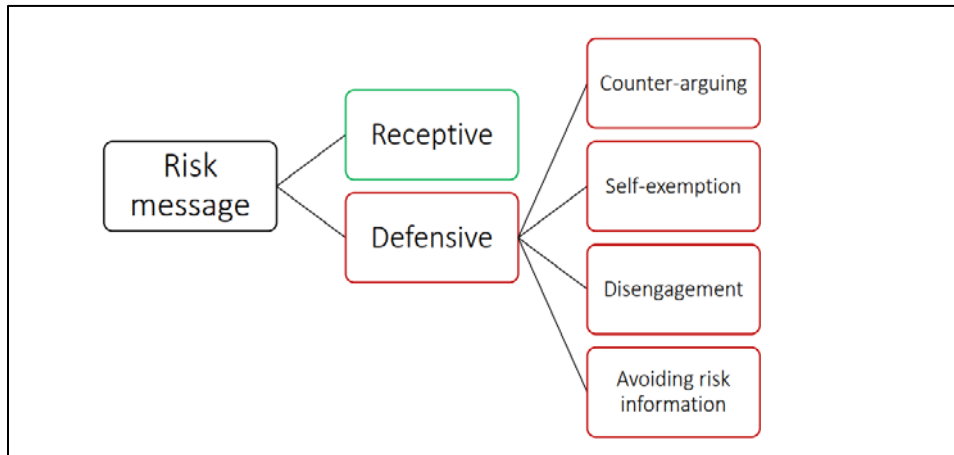 Risk
message
Receptive
Defensive
Counter-arguing
Self-exemption
Disengagement
Avoiding risk
information